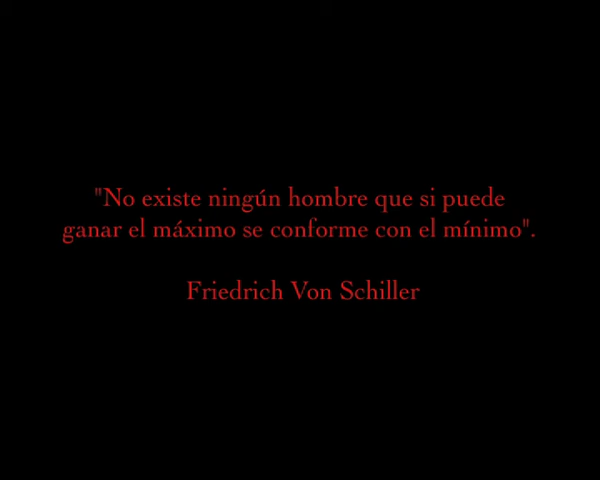 "No existe ningún hombre que si puede
ganar el máximo se conforme con el mínimo".
Friedrich Von Schiller